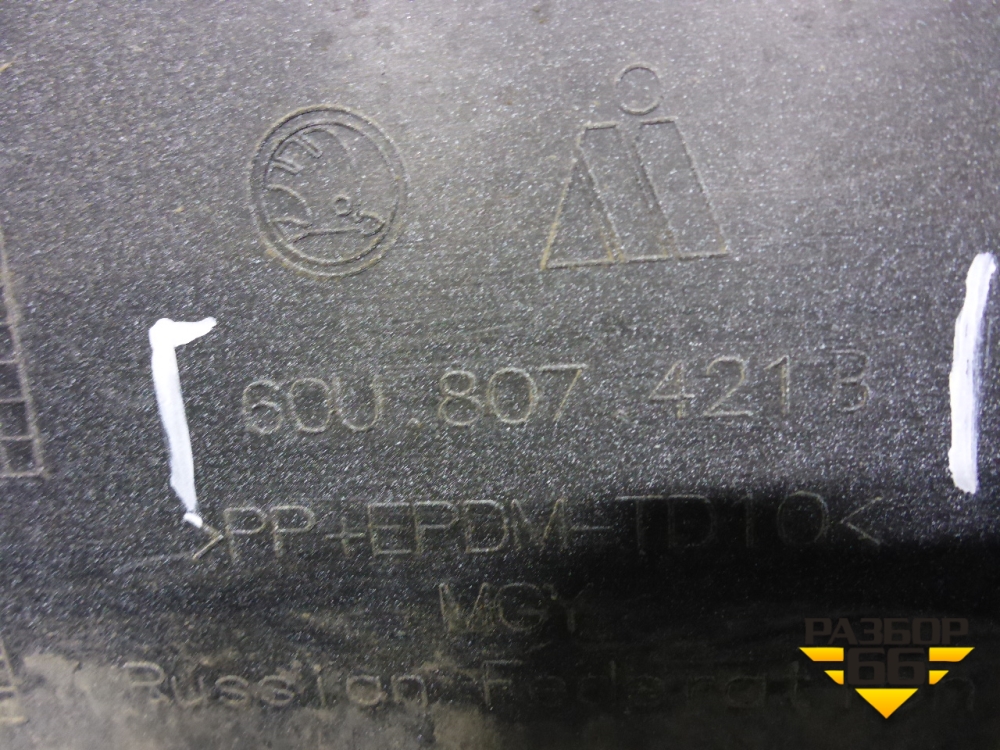 60U.807.421 B
>PP+EPDM-TD10<
MGY
Russian Federation
РАЗБОР
66